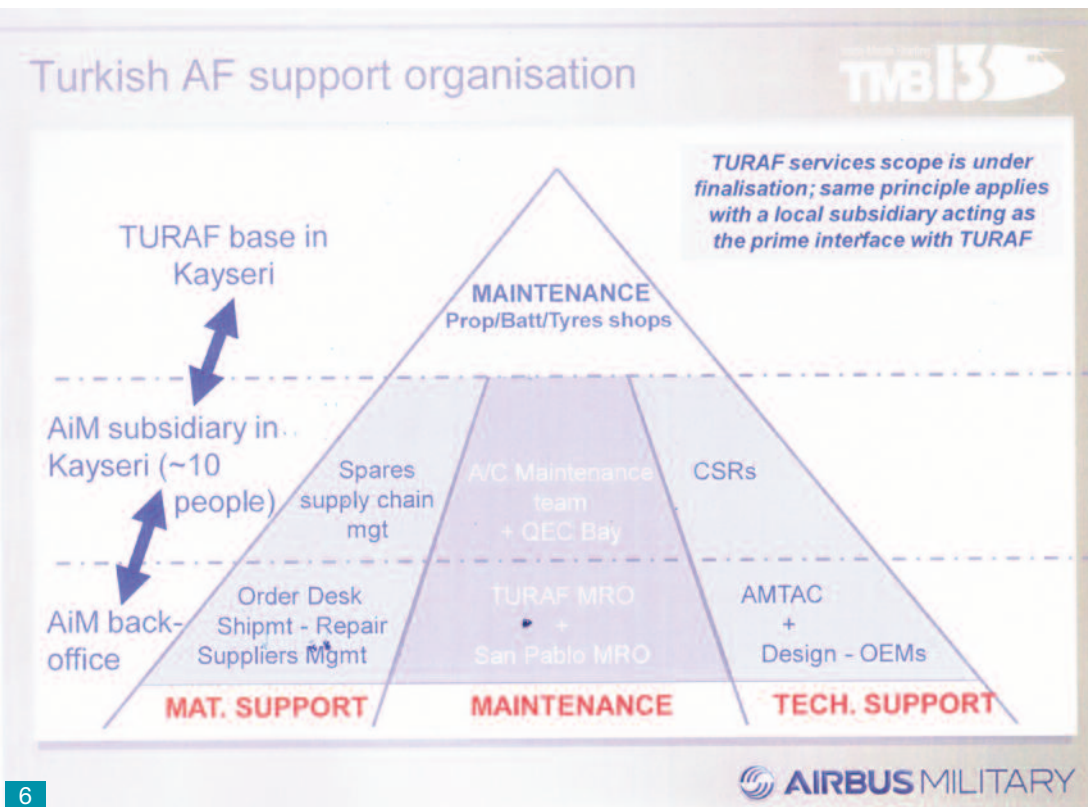 Turkish AF support organisation
TMB13
TURAF services scope is under
finalisation; same principle applies
with a local subsidiary acting as
the prime interface with TURAF
TURAF base in
Kayseri
MAINTENANCE
Prop/Batt/Tyres shops
AiM subsidiary in
Kayseri (~10
people)
Spares
supply chain
mgt
A/C Maintenance
team
+ QEC Bay
CSRs
AiM back-
office
Order Desk
Shipmt - Repair
Suppliers Mgmt
TURAF MRO
+
San Pablo MRO
AMTAC
+
Design - OEMs
MAT. SUPPORT
MAINTENANCE
TECH. SUPPORT
6
AIRBUS MILITARY